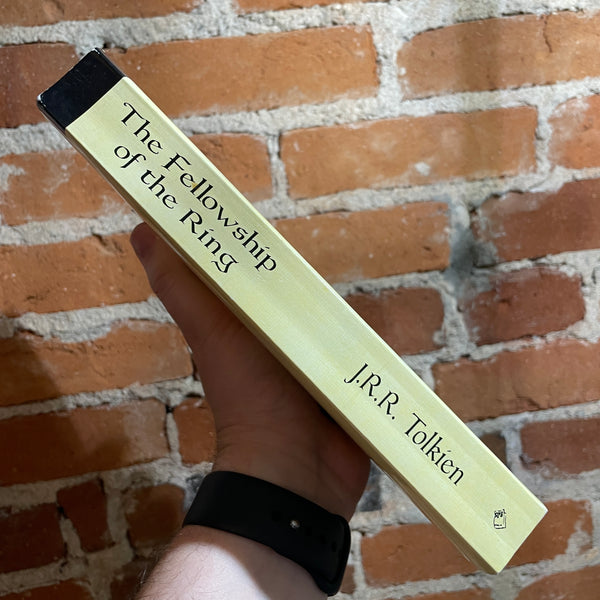 The Fellowship
of the Ring
J.R.R. Tolkien